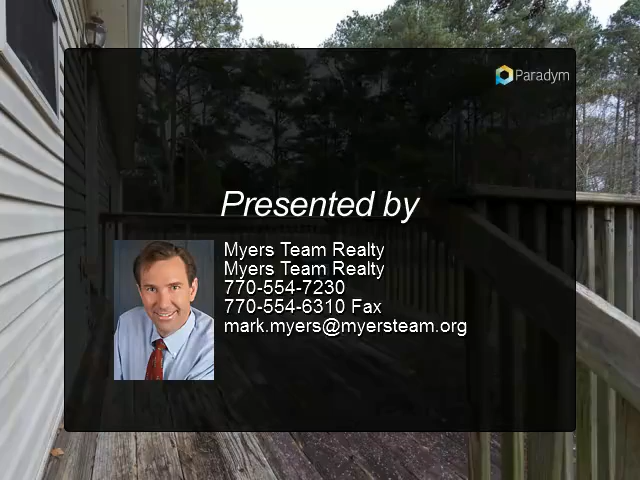 Paradym
Presented by
Myers Team Realty
Myers Team Realty
770-554-7230
770-554-6310 Fax
mark.myers@myersteam.org